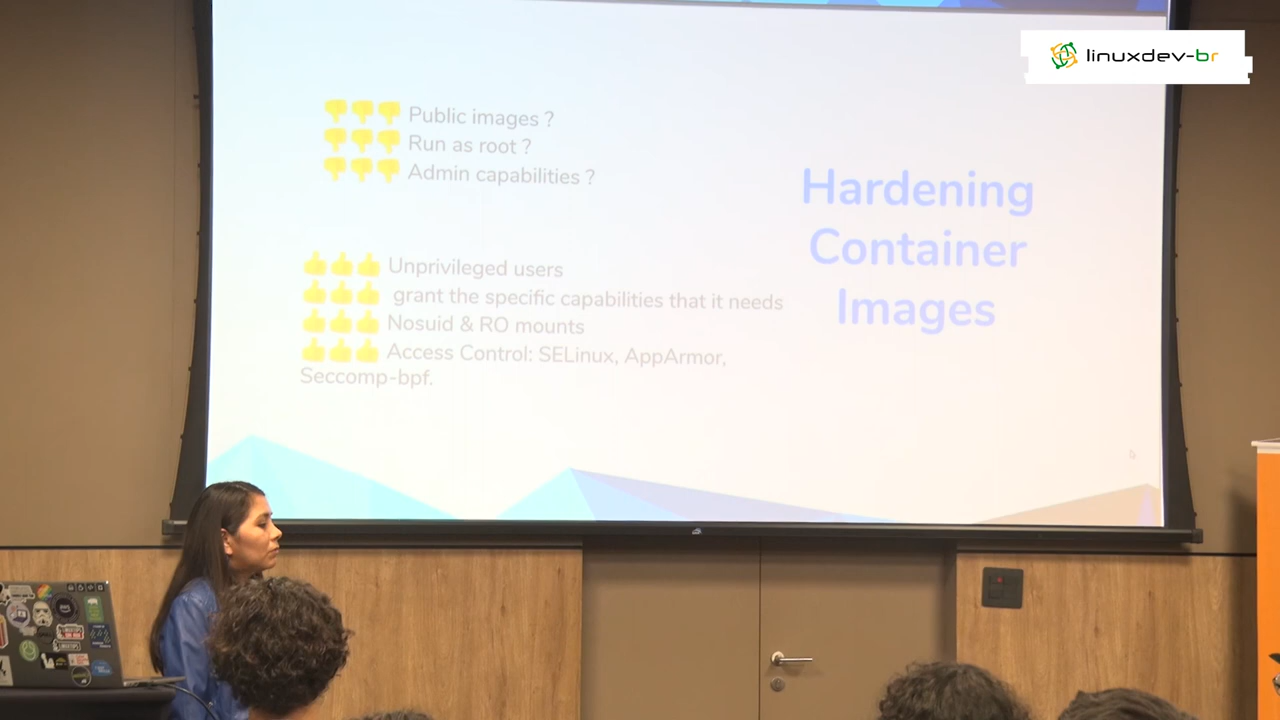 linuxdev-br
Public images ?
Run as root ?
Admin capabilities ?
Hardening
Container
Images
Unprivileged users
grant the specific capabilities that it needs
Nosuid & RO mounts
Access Control: SELinux, AppArmor,
Seccomp-bpf.